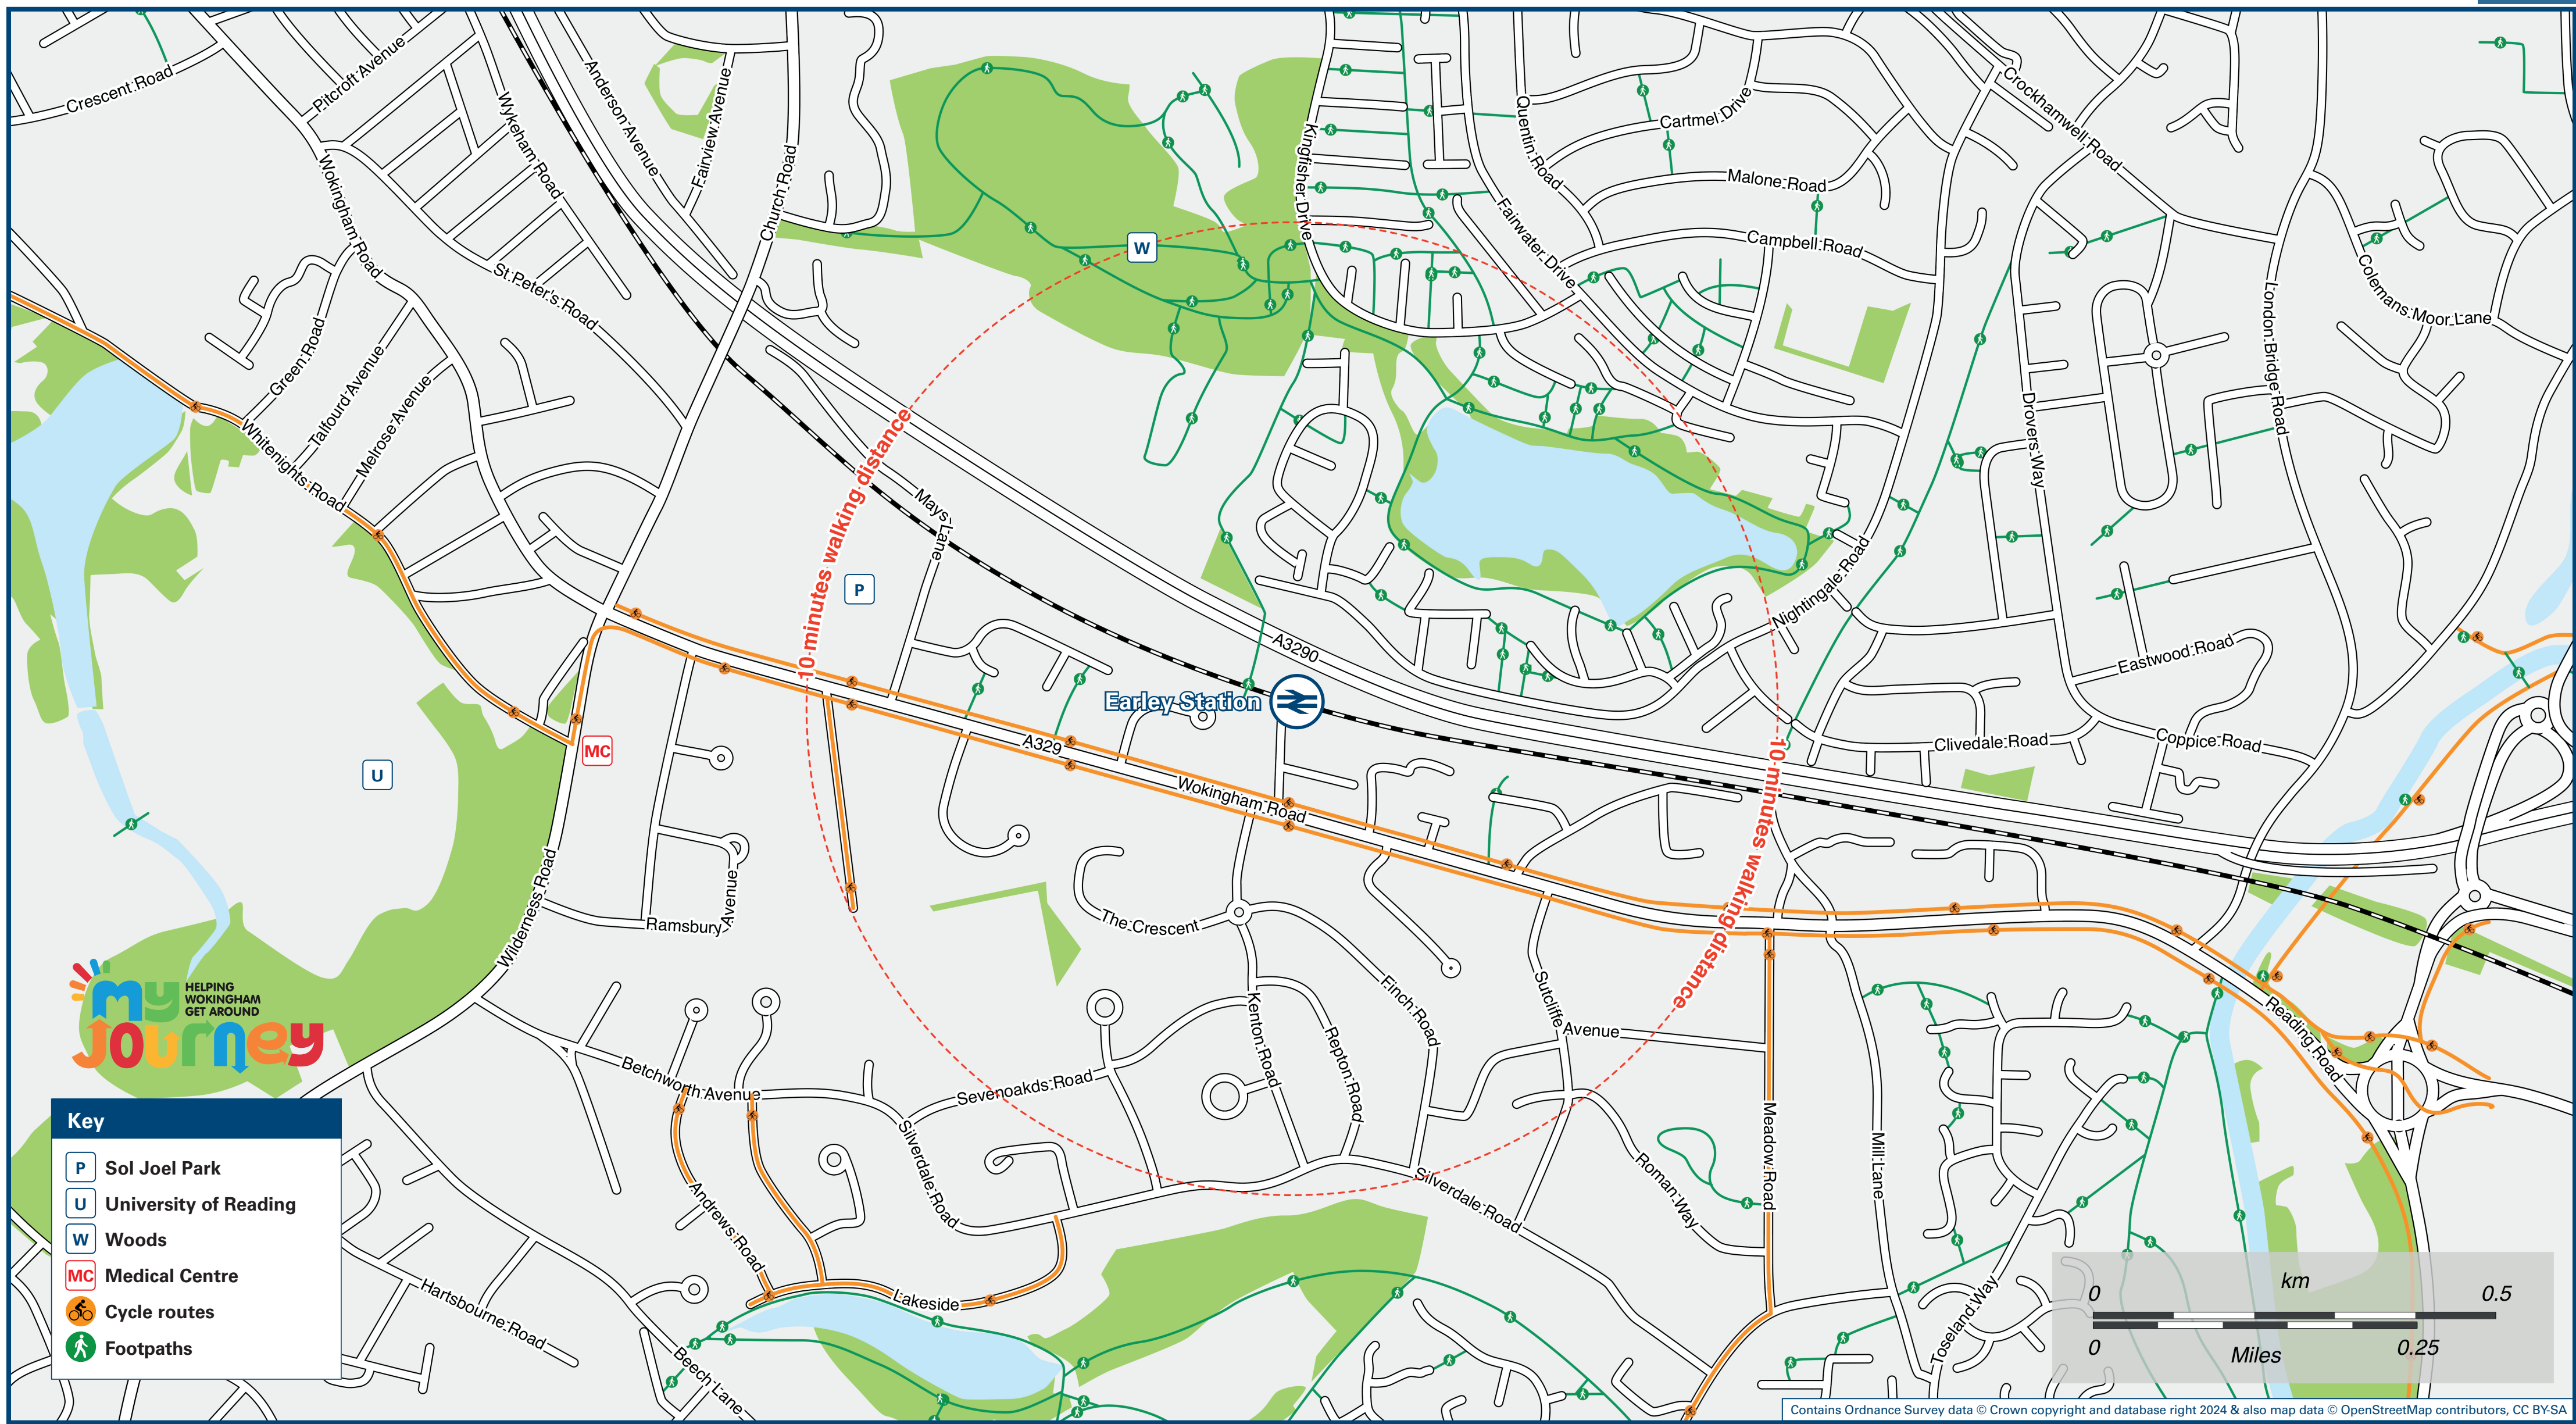 Crescent Road
Pitcroft Avenue
Wykeham Road
Anderson Avenue
Fairview Avenue
Church Road
Wokingham Road
St Peter's Road
Green Road
Talfourd Avenue
Melrose Avenue
Whitenights Road
Kingfisher Drive
Quentin Road
Cartmel Drive
Malone Road
Fairwater Drive
Campbell Road
Crockhamwell Road
Colemans Moor Lane
London Bridge Road
Drovers Way
W
10 minutes walking distance
Mays Lane
P
A3290
Nightingale Road
Eastwood Road
Clivedale Road
Coppice Road
Earley Station
A329
Wokingham Road
10 minutes walking distance
MC
U
Wilderness Road
Ramsbury Avenue
The Crescent
Finch Road
Kenton Road
Repton Road
Sutcliffe Avenue
Reading Road
Betchworth Avenue
Sevenoakds Road
Silverdale Road
Silverdale Road
Andrews Road
Lakeside
Roman Way
Meadow Road
Mill Lane
Toseland Way
Hartsbourne Road
Beech Lane
my
HELPING
WOKINGHAM
GET AROUND
JOURNEY
Key
P Sol Joel Park
U University of Reading
W Woods
MC Medical Centre
Cycle routes
Footpaths
km
0 0.5
0 0.25
Miles
Contains Ordnance Survey data © Crown copyright and database right 2024 & also map data © OpenStreetMap contributors, CC BY-SA